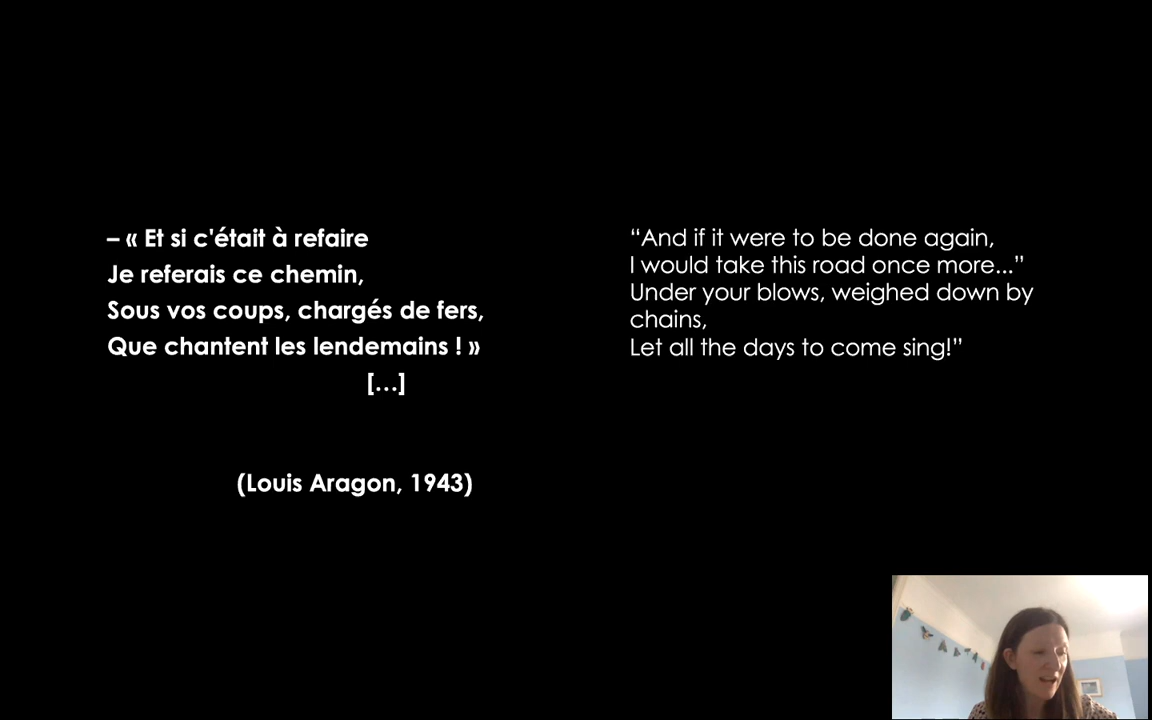 – « Et si c'était à refaire
Je referais ce chemin,
Sous vos coups, chargés de fers,
Que chantent les lendemains ! »
[…]
(Louis Aragon, 1943)
“And if it were to be done again,
I would take this road once more...”
Under your blows, weighed down by
chains,
Let all the days to come sing!”